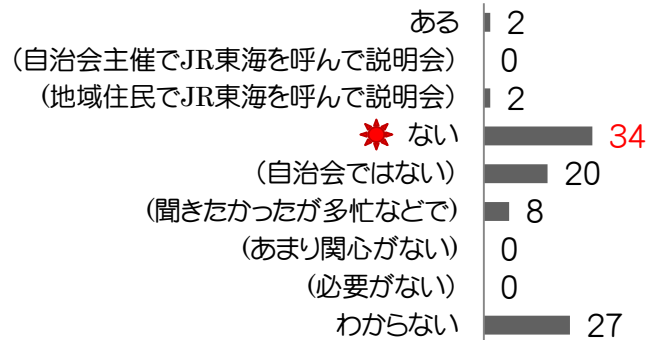 ある 2
（自治会主催でJR東海を呼んで説明会） 0
（地域住民でJR東海を呼んで説明会） 2
ない 34
（自治会ではない） 20
（聞きたかったが多忙などで） 8
（あまり関心がない） 0
（必要がない） 0
わからない 27